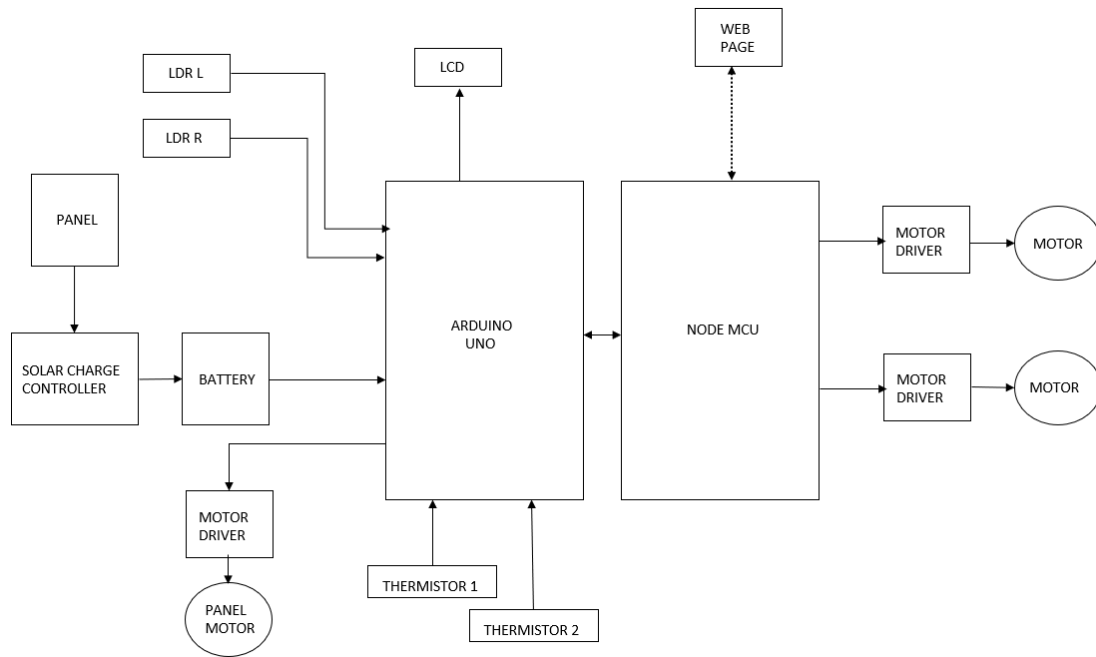 WEB
PAGE
LDR L
LCD
LDR R
PANEL
MOTOR
DRIVER
MOTOR
ARDUINO
UNO
NODE MCU
SOLAR CHARGE
CONTROLLER
BATTERY
MOTOR
DRIVER
MOTOR
MOTOR
DRIVER
THERMISTOR 1
PANEL
MOTOR
THERMISTOR 2